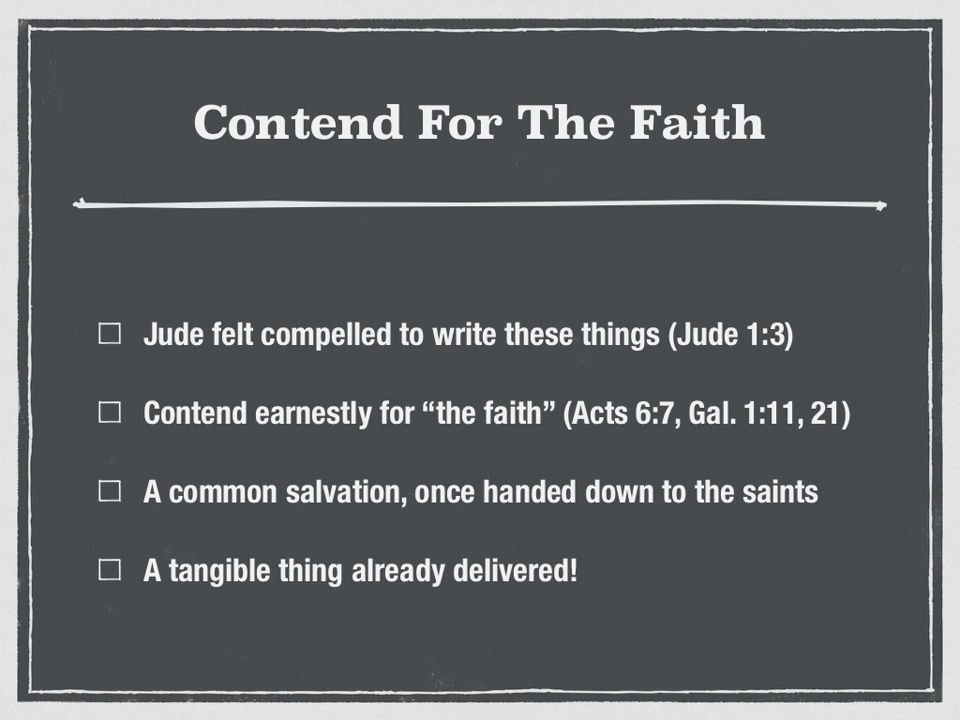 Contend For The Faith
Jude felt compelled to write these things (Jude 1:3)
Contend earnestly for “the faith” (Acts 6:7, Gal. 1:11, 21)
A common salvation, once handed down to the saints
A tangible thing already delivered!